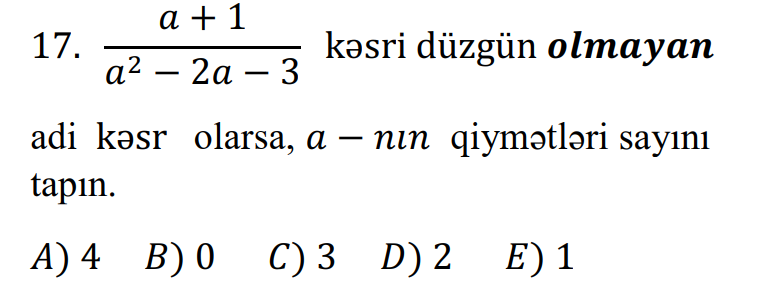 17. \frac{a + 1}{a² − 2a − 3} kəsri düzgün olmayan
adi kəsr olarsa, a − nın qiymətləri sayını
tapın.
A) 4 B) 0 C) 3 D) 2 E) 1